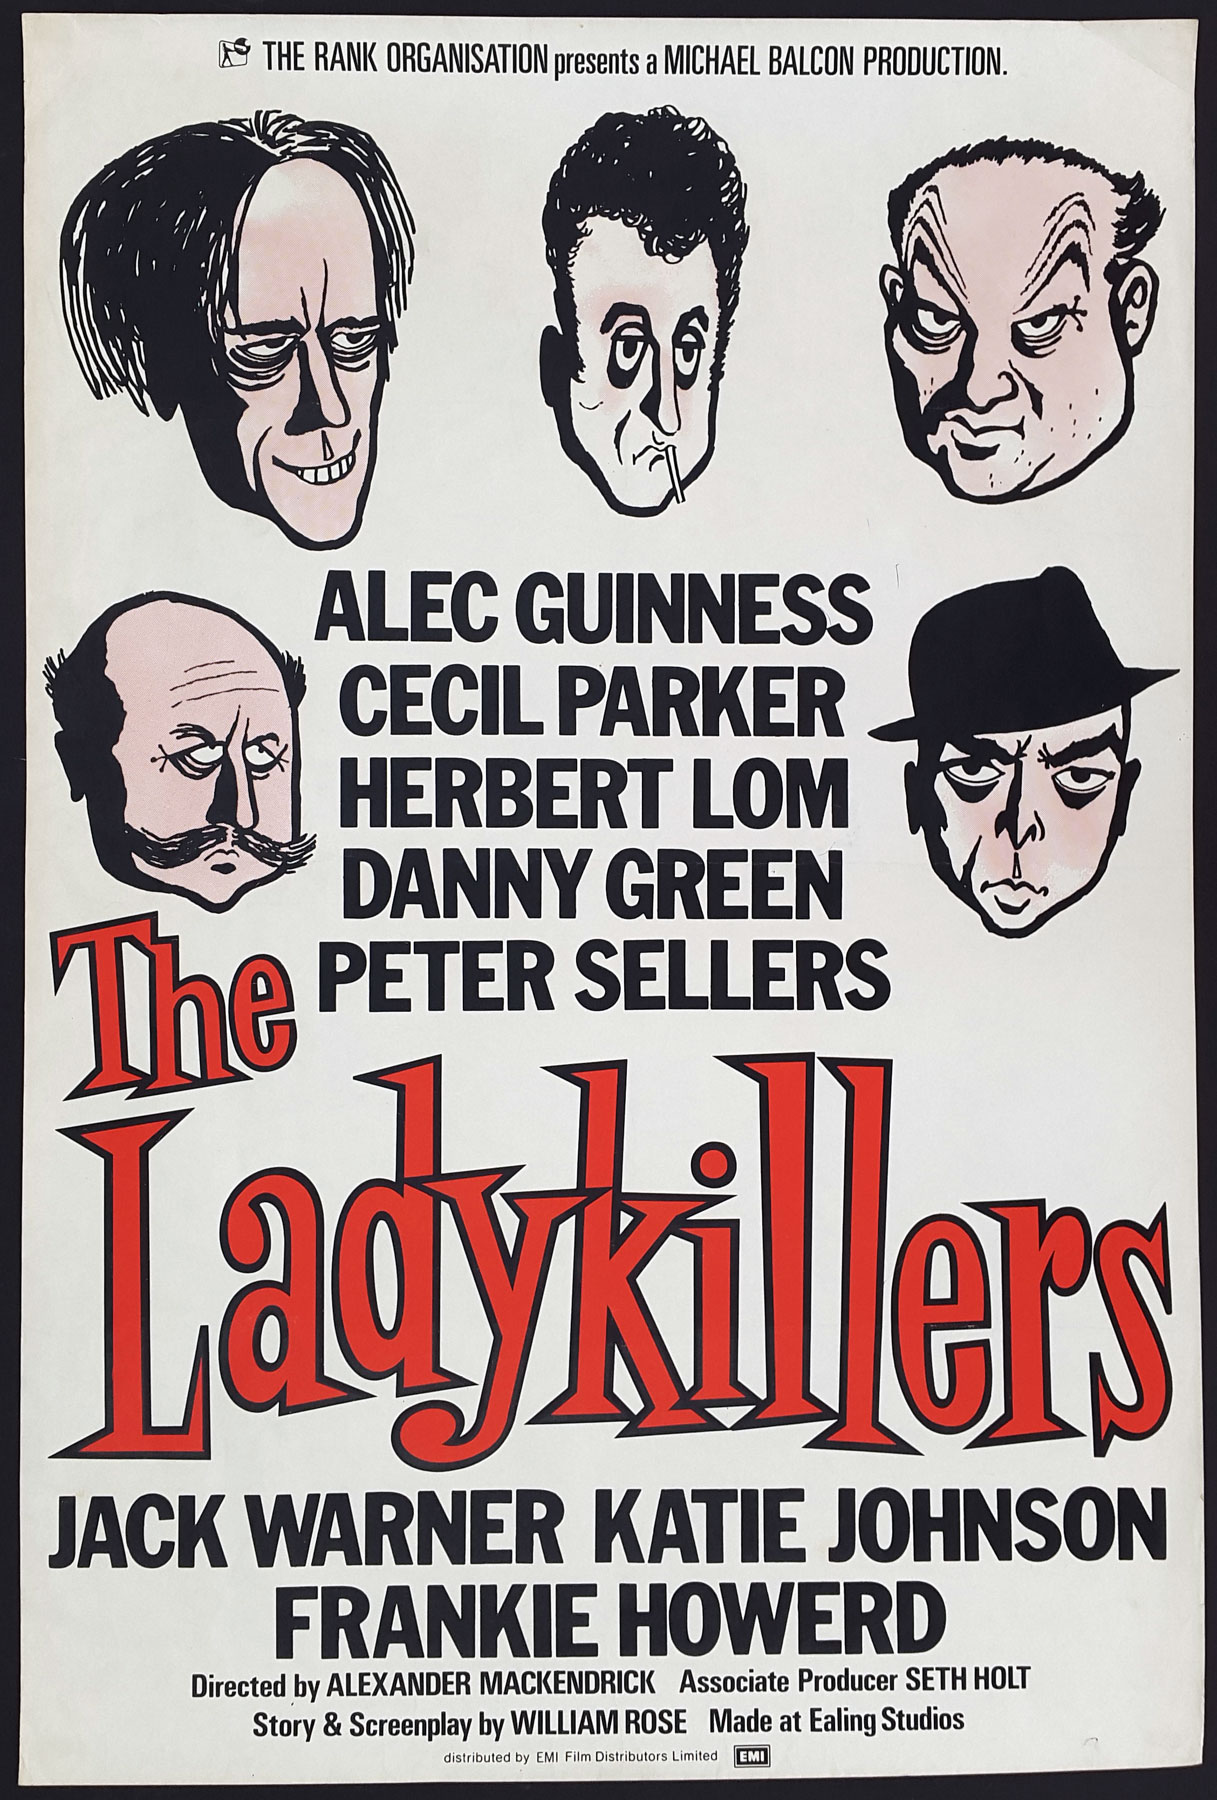 THE RANK ORGANISATION presents a MICHAEL BALCON PRODUCTION.
ALEC GUINNESS
CECIL PARKER
HERBERT LOM
DANNY GREEN
PETER SELLERS
The
Ladykillers
JACK WARNER KATIE JOHNSON
FRANKIE HOWERD
Directed by ALEXANDER MACKENDRICK Associate Producer SETH HOLT
Story & Screenplay by WILLIAM ROSE Made at Ealing Studios
distributed by EMI Film Distributors Limited EMI